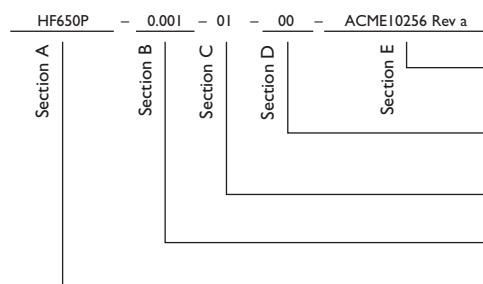 HF650P – 0.001 – 01 – 00 – ACME10256 Rev a
Section A
Section B
Section C
Section D
Section E